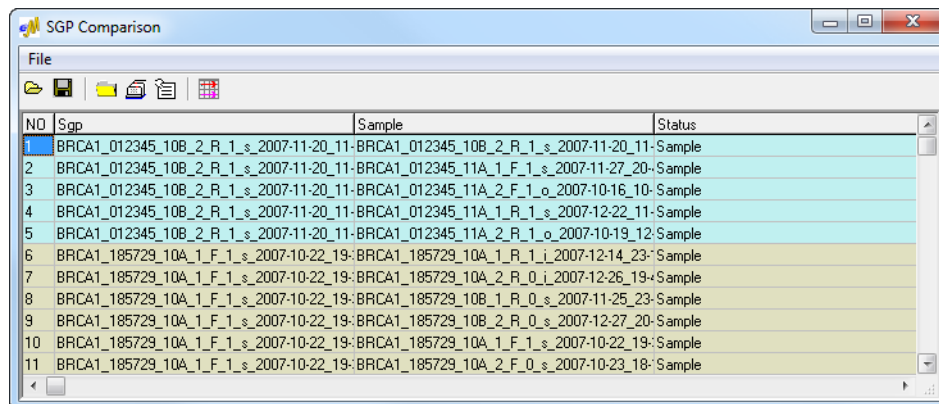 SGP Comparison
File
NO Sgp Sample Status
1 BRCA1_012345_10B_2_R_1_s_2007-11-20_11- BRCA1_012345_10B_2_R_1_s_2007-11-20_11- Sample
2 BRCA1_012345_10B_2_R_1_s_2007-11-20_11- BRCA1_012345_11A_1_F_1_s_2007-11-27_20- Sample
3 BRCA1_012345_10B_2_R_1_s_2007-11-20_11- BRCA1_012345_11A_2_F_1_o_2007-10-16_10- Sample
4 BRCA1_012345_10B_2_R_1_s_2007-11-20_11- BRCA1_012345_11A_1_R_1_s_2007-12-22_11- Sample
5 BRCA1_012345_10B_2_R_1_s_2007-11-20_11- BRCA1_012345_11A_2_R_1_o_2007-10-19_12- Sample
6 BRCA1_185729_10A_1_F_1_s_2007-10-22_19- BRCA1_185729_10A_1_R_1_i_2007-12-14_23- Sample
7 BRCA1_185729_10A_1_F_1_s_2007-10-22_19- BRCA1_185729_10A_2_R_0_i_2007-12-26_19- Sample
8 BRCA1_185729_10A_1_F_1_s_2007-10-22_19- BRCA1_185729_10B_1_R_0_s_2007-11-25_23- Sample
9 BRCA1_185729_10A_1_F_1_s_2007-10-22_19- BRCA1_185729_10B_2_R_0_s_2007-12-27_20- Sample
10 BRCA1_185729_10A_1_F_1_s_2007-10-22_19- BRCA1_185729_10A_1_F_1_s_2007-10-22_19- Sample
11 BRCA1_185729_10A_1_F_1_s_2007-10-22_19- BRCA1_185729_10A_2_F_0_s_2007-10-23_18- Sample